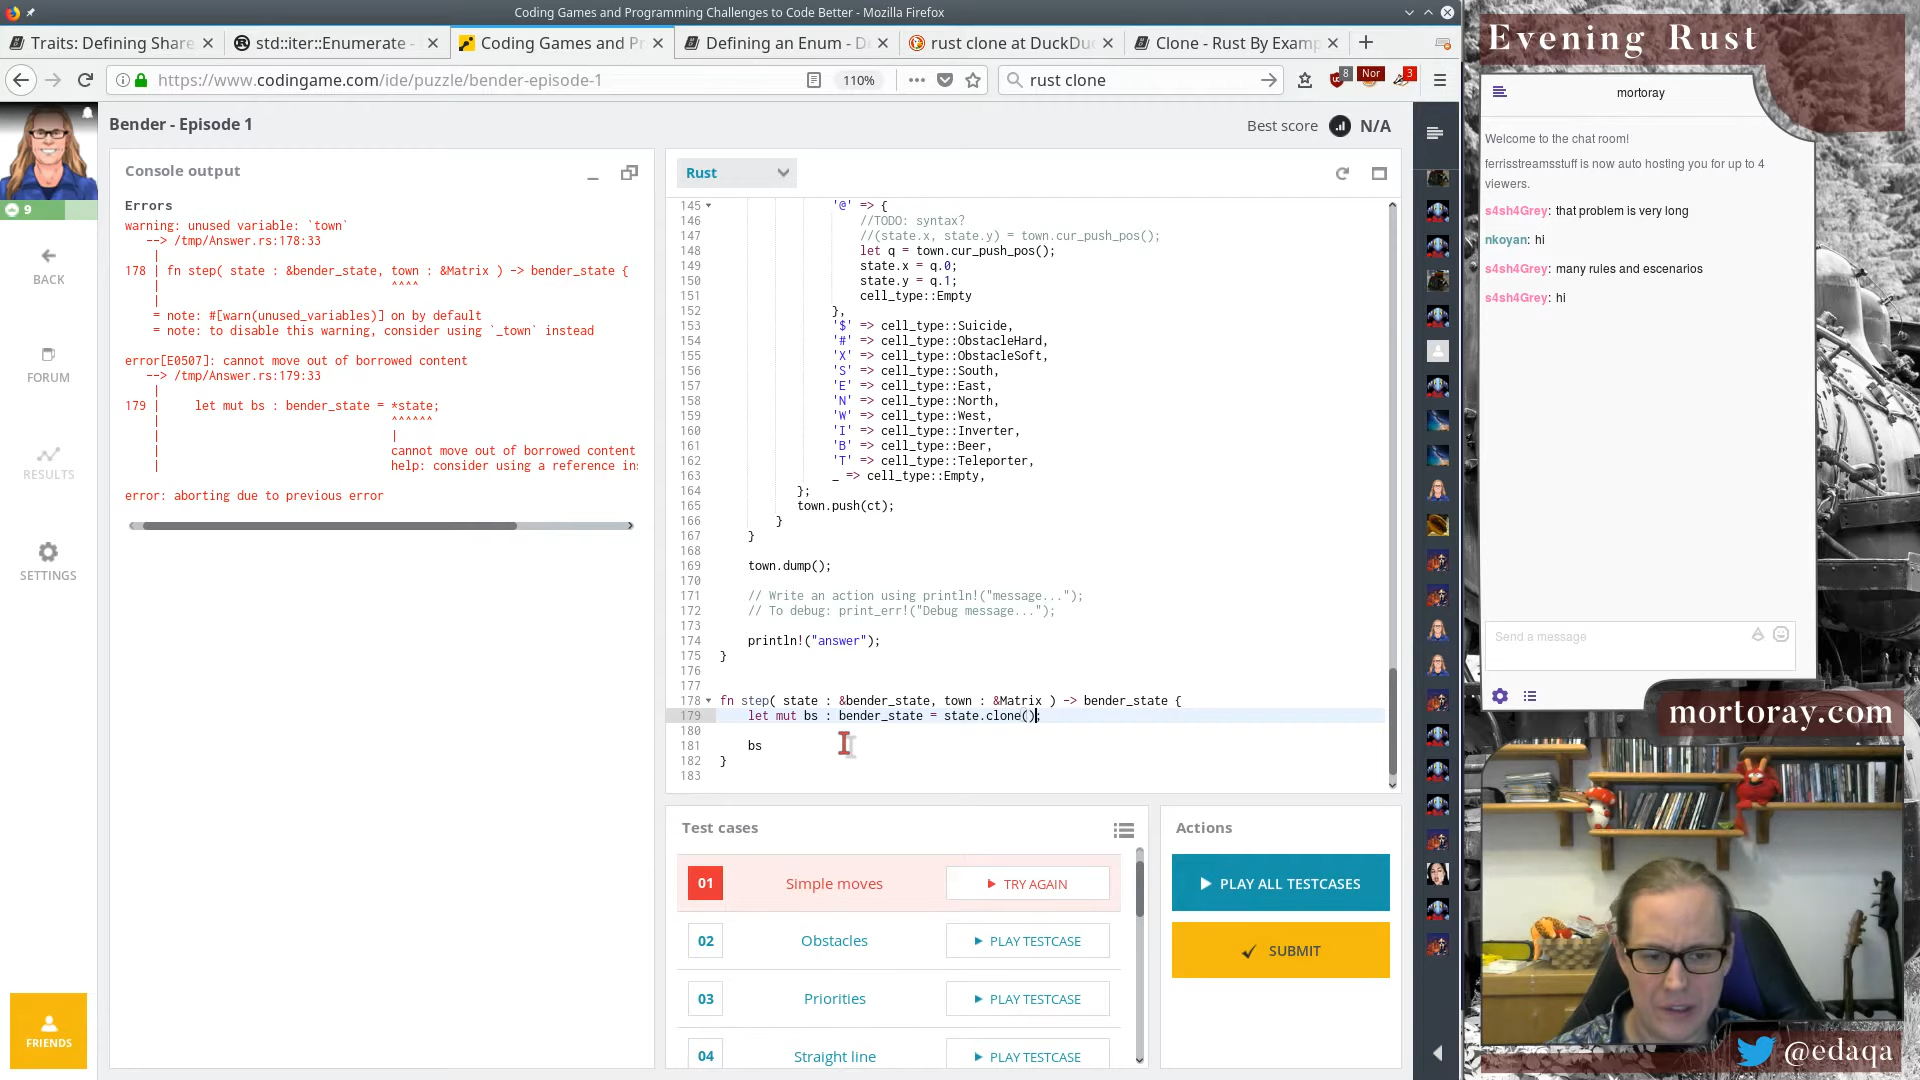 Coding Games and Programming Challenges to Code Better - Mozilla Firefox
Traits: Defining Share
std::iter::Enumerate -
Coding Games and Pr
Defining an Enum - D
rust clone at DuckDuc
Clone - Rust By Examp
https://www.codingame.com/ide/puzzle/bender-episode-1
110%
rust clone
8
Nor
3
Bender - Episode 1
Best score
N/A
9
BACK
FORUM
RESULTS
SETTINGS
FRIENDS
Console output
Errors
warning: unused variable: `town`
--> /tmp/Answer.rs:178:33
|
178 | fn step( state : &bender_state, town : &Matrix ) -> bender_state {
| ^^^^
|
= note: #[warn(unused_variables)] on by default
= note: to disable this warning, consider using `_town` instead
error[E0507]: cannot move out of borrowed content
--> /tmp/Answer.rs:179:33
|
179 | let mut bs : bender_state = *state;
| ^^^^^^
| |
| cannot move out of borrowed content
| help: consider using a reference in
error: aborting due to previous error
Rust
145 '@' => {
146 //TODO: syntax?
147 //(state.x, state.y) = town.cur_push_pos();
148 let q = town.cur_push_pos();
149 state.x = q.0;
150 state.y = q.1;
151 cell_type::Empty
152 },
153 '$' => cell_type::Suicide,
154 '#' => cell_type::ObstacleHard,
155 'X' => cell_type::ObstacleSoft,
156 'S' => cell_type::South,
157 'E' => cell_type::East,
158 'N' => cell_type::North,
159 'W' => cell_type::West,
160 'I' => cell_type::Inverter,
161 'B' => cell_type::Beer,
162 'T' => cell_type::Teleporter,
163 _ => cell_type::Empty,
164 };
165 town.push(ct);
166 }
167 }
168
169 town.dump();
170
171 // Write an action using println!("message...");
172 // To debug: print_err!("Debug message...");
173
174 println!("answer");
175 }
176
177
178 fn step( state : &bender_state, town : &Matrix ) -> bender_state {
179 let mut bs : bender_state = state.clone();
180
181 bs
182 }
183
Test cases
01 Simple moves TRY AGAIN
02 Obstacles PLAY TESTCASE
03 Priorities PLAY TESTCASE
04 Straight line PLAY TESTCASE
Actions
PLAY ALL TESTCASES
SUBMIT
Evening Rust
mortoray
Welcome to the chat room!
ferrisstreamsstuff is now auto hosting you for up to 4
viewers.
s4sh4Grey: that problem is very long
nkoyan: hi
s4sh4Grey: many rules and escenarios
s4sh4Grey: hi
Send a message
mortoray.com
@edaqa